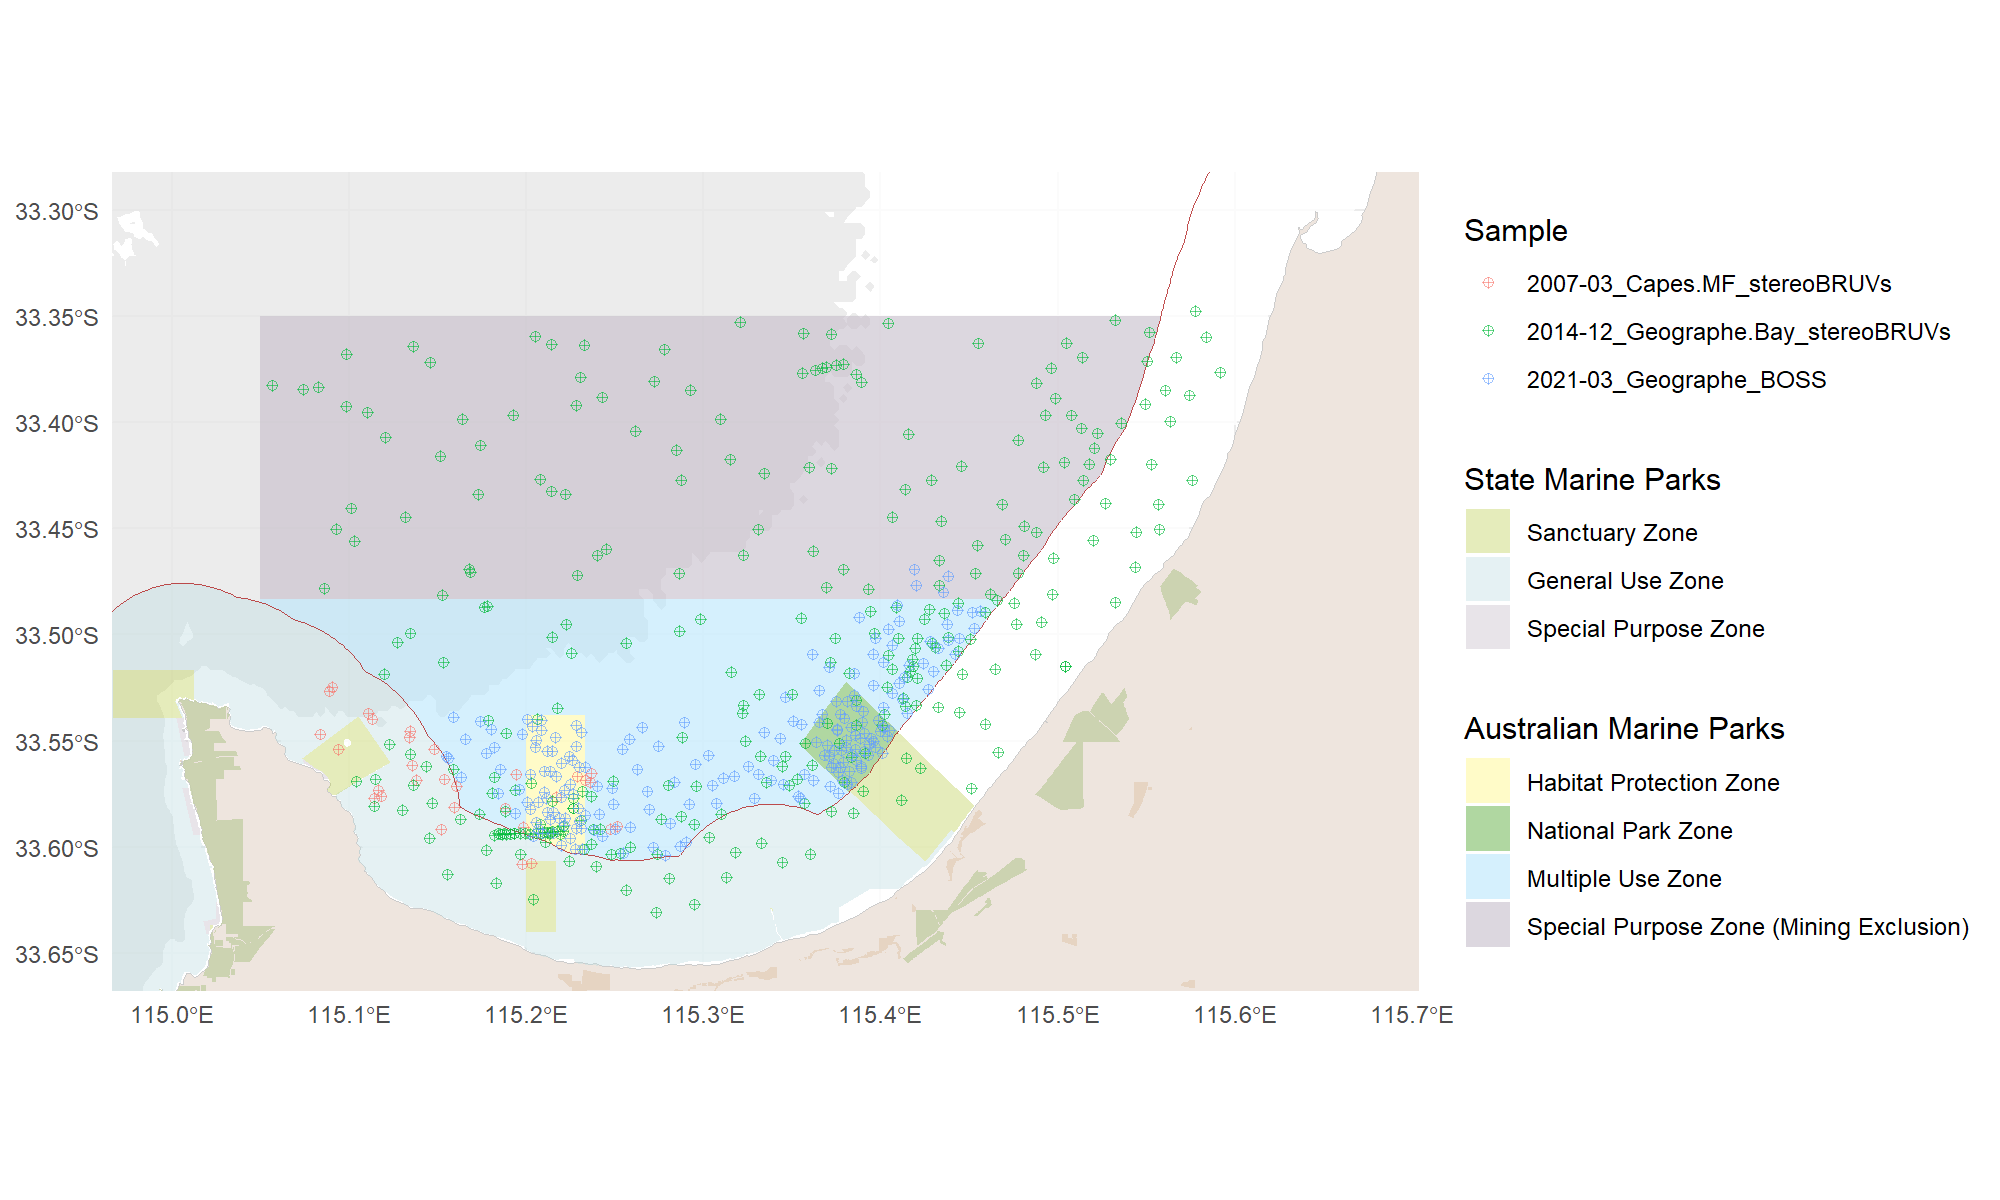 33.30°S
33.35°S
33.40°S
33.45°S
33.50°S
33.55°S
33.60°S
33.65°S
115.0°E
115.1°E
115.2°E
115.3°E
115.4°E
115.5°E
115.6°E
115.7°E
Sample
2007-03_Capes.MF_stereoBRUVs
2014-12_Geographe.Bay_stereoBRUVs
2021-03_Geographe_BOSS
State Marine Parks
Sanctuary Zone
General Use Zone
Special Purpose Zone
Australian Marine Parks
Habitat Protection Zone
National Park Zone
Multiple Use Zone
Special Purpose Zone (Mining Exclusion)